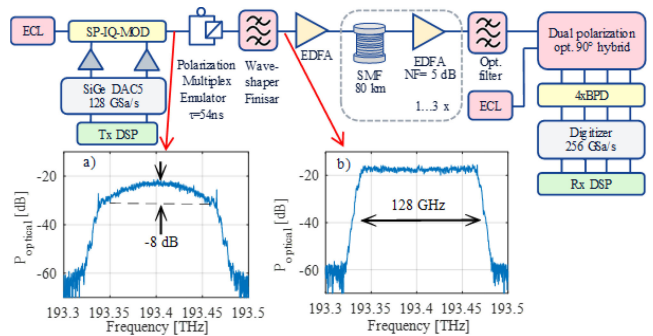 ECL
SP-IQ-MOD
SiGe DAC5
128 GSa/s
Tx DSP
Polarization
Multiplex
Emulator
τ=54ns
Wave-
shaper
Finisar
EDFA
SMF
80 km
EDFA
NF= 5 dB
1...3 x
Opt.
filter
ECL
Dual polarization
opt. 90° hybrid
4xBPD
Digitizer
256 GSa/s
Rx DSP
a)
-8 dB
-20
-40
-60
P optical [dB]
193.3 193.35 193.4 193.45 193.5
Frequency [THz]
b)
128 GHz
-20
-40
-60
P optical [dB]
193.3 193.35 193.4 193.45 193.5
Frequency [THz]